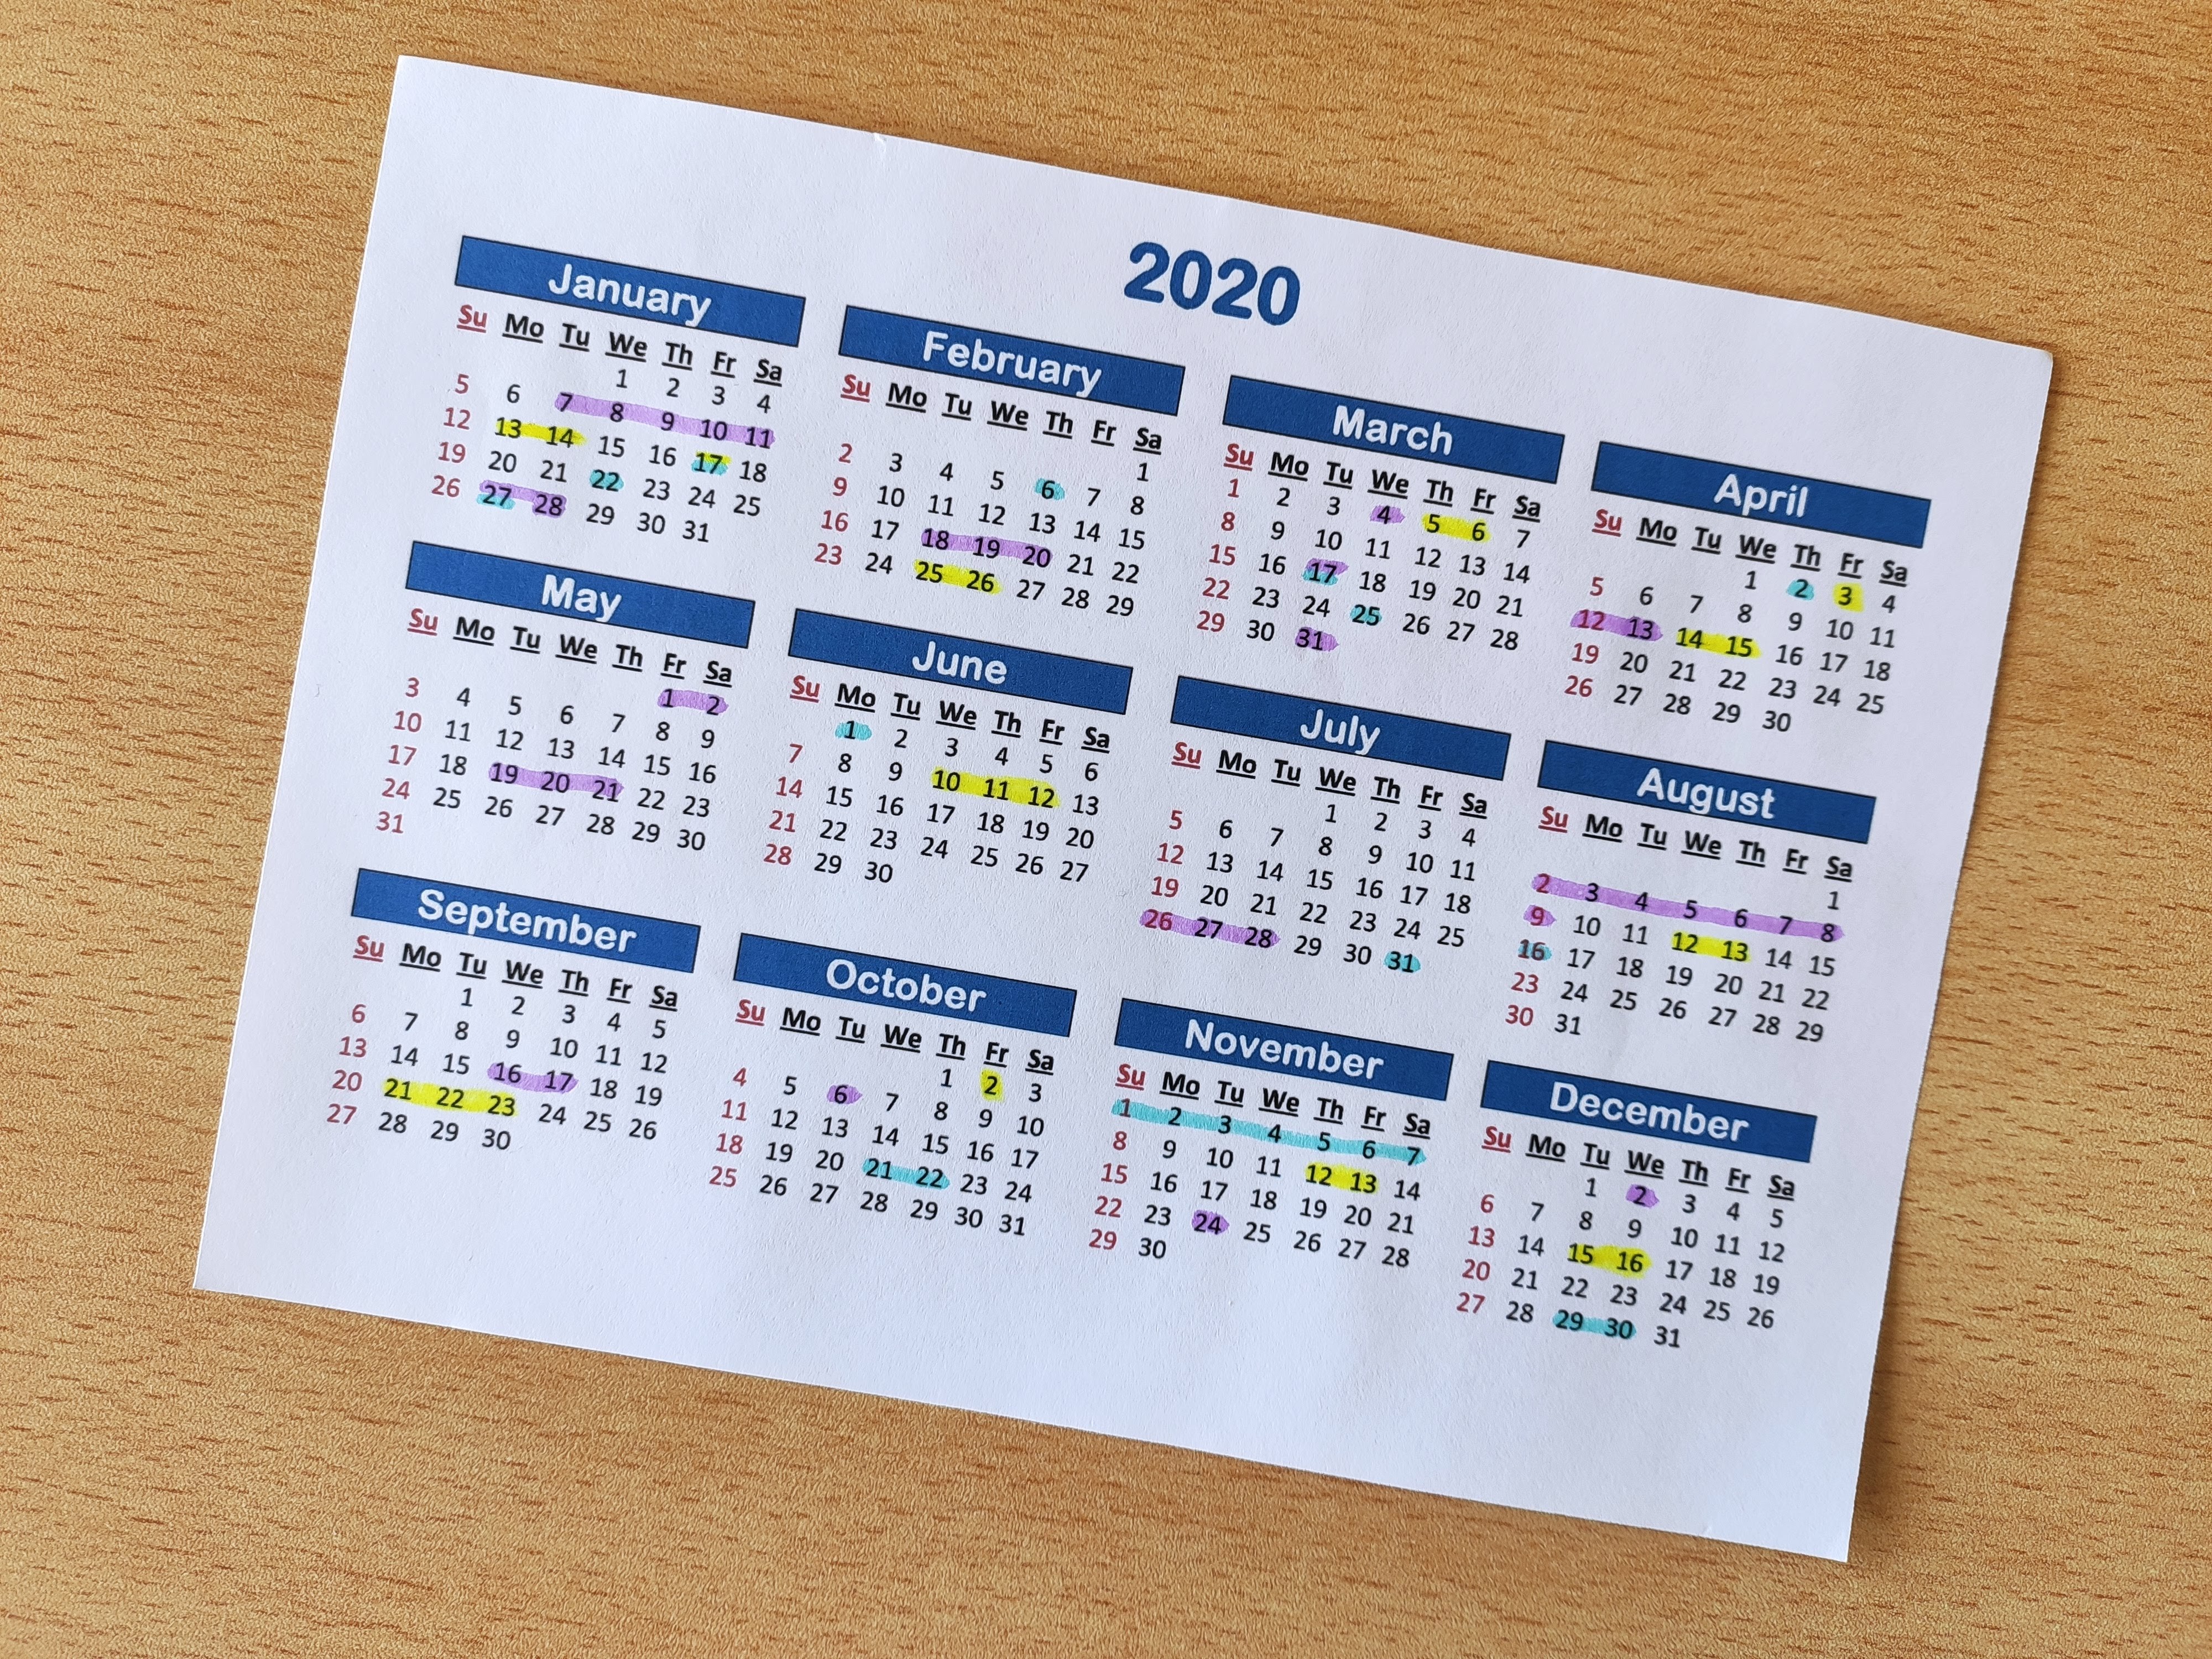 2020
January
Su Mo Tu We Th Fr Sa
1 2 3 4
5 6 7 8 9 10 11
12 13 14 15 16 17 18
19 20 21 22 23 24 25
26 27 28 29 30 31
February
Su Mo Tu We Th Fr Sa
1
2 3 4 5 6 7 8
9 10 11 12 13 14 15
16 17 18 19 20 21 22
23 24 25 26 27 28 29
March
Su Mo Tu We Th Fr Sa
1 2 3 4 5 6 7
8 9 10 11 12 13 14
15 16 17 18 19 20 21
22 23 24 25 26 27 28
29 30 31
April
Su Mo Tu We Th Fr Sa
1 2 3 4
5 6 7 8 9 10 11
12 13 14 15 16 17 18
19 20 21 22 23 24 25
26 27 28 29 30
May
Su Mo Tu We Th Fr Sa
1 2
3 4 5 6 7 8 9
10 11 12 13 14 15 16
17 18 19 20 21 22 23
24 25 26 27 28 29 30
31
June
Su Mo Tu We Th Fr Sa
1 2 3 4 5 6
7 8 9 10 11 12 13
14 15 16 17 18 19 20
21 22 23 24 25 26 27
28 29 30
July
Su Mo Tu We Th Fr Sa
1 2 3 4
5 6 7 8 9 10 11
12 13 14 15 16 17 18
19 20 21 22 23 24 25
26 27 28 29 30 31
August
Su Mo Tu We Th Fr Sa
1
2 3 4 5 6 7 8
9 10 11 12 13 14 15
16 17 18 19 20 21 22
23 24 25 26 27 28 29
30 31
September
Su Mo Tu We Th Fr Sa
1 2 3 4 5
6 7 8 9 10 11 12
13 14 15 16 17 18 19
20 21 22 23 24 25 26
27 28 29 30
October
Su Mo Tu We Th Fr Sa
1 2 3
4 5 6 7 8 9 10
11 12 13 14 15 16 17
18 19 20 21 22 23 24
25 26 27 28 29 30 31
November
Su Mo Tu We Th Fr Sa
1 2 3 4 5 6 7
8 9 10 11 12 13 14
15 16 17 18 19 20 21
22 23 24 25 26 27 28
29 30
December
Su Mo Tu We Th Fr Sa
1 2 3 4 5
6 7 8 9 10 11 12
13 14 15 16 17 18 19
20 21 22 23 24 25 26
27 28 29 30 31